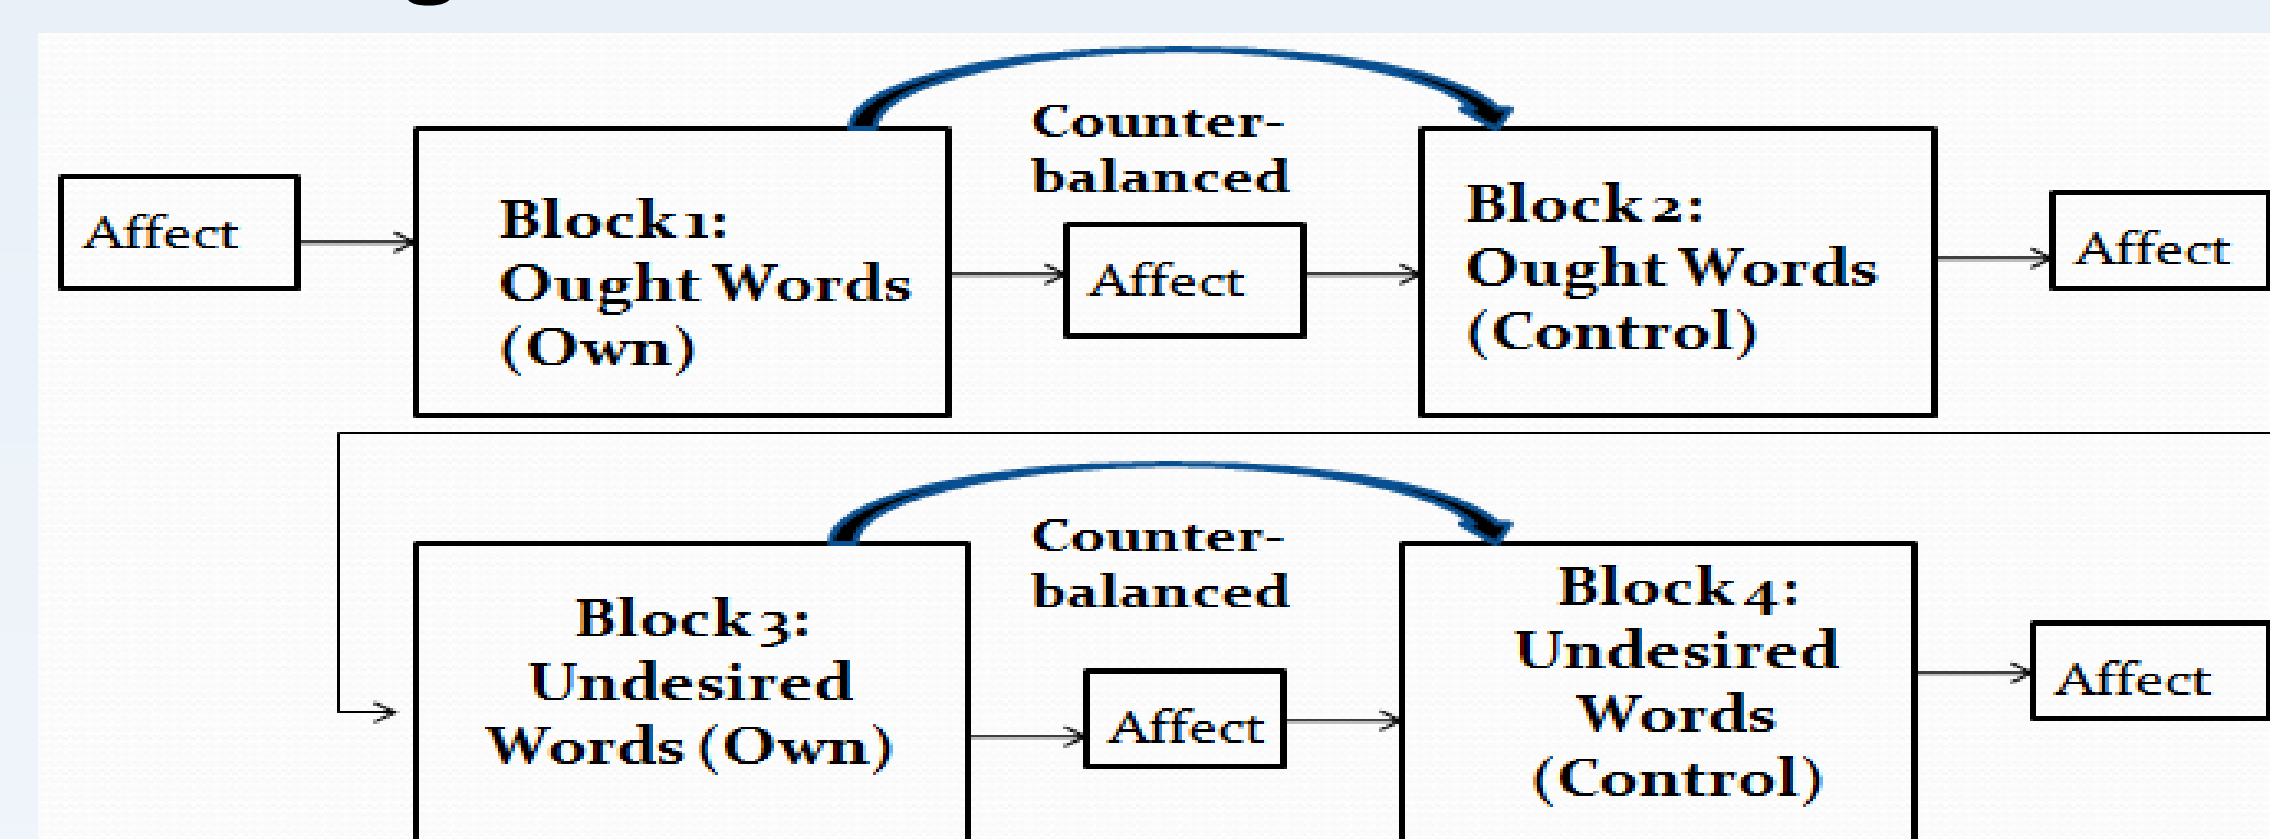 Affect
Block 1:
Ought Words
(Own)
Counter-
balanced
Affect
Block 2:
Ought Words
(Control)
Affect
Block 3:
Undesired
Words (Own)
Counter-
balanced
Affect
Block 4:
Undesired
Words
(Control)
Affect